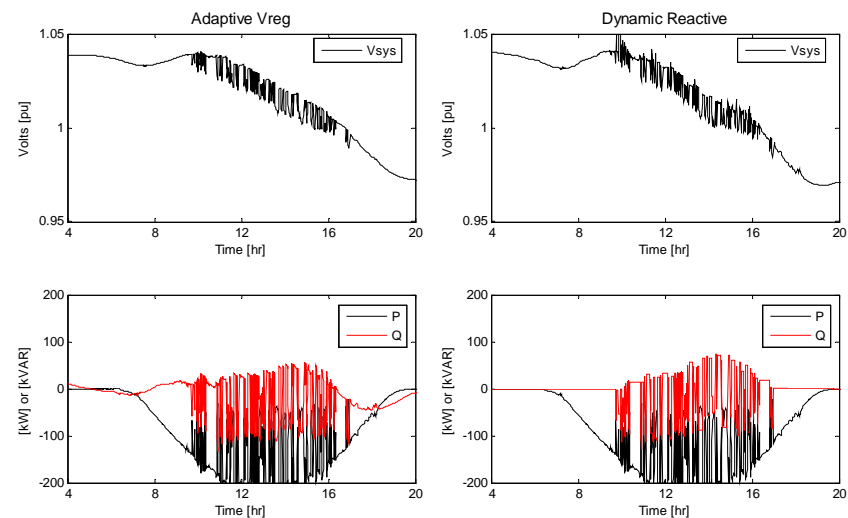 Adaptive Vreg
Dynamic Reactive
1.05
1
0.95
Volts [pu]
Vsys
4 8 12 16 20
Time [hr]
1.05
1
0.95
Volts [pu]
Vsys
4 8 12 16 20
Time [hr]
200
100
0
-100
-200
[kW] or [kVAR]
P
Q
4 8 12 16 20
Time [hr]
200
100
0
-100
-200
[kW] or [kVAR]
P
Q
4 8 12 16 20
Time [hr]